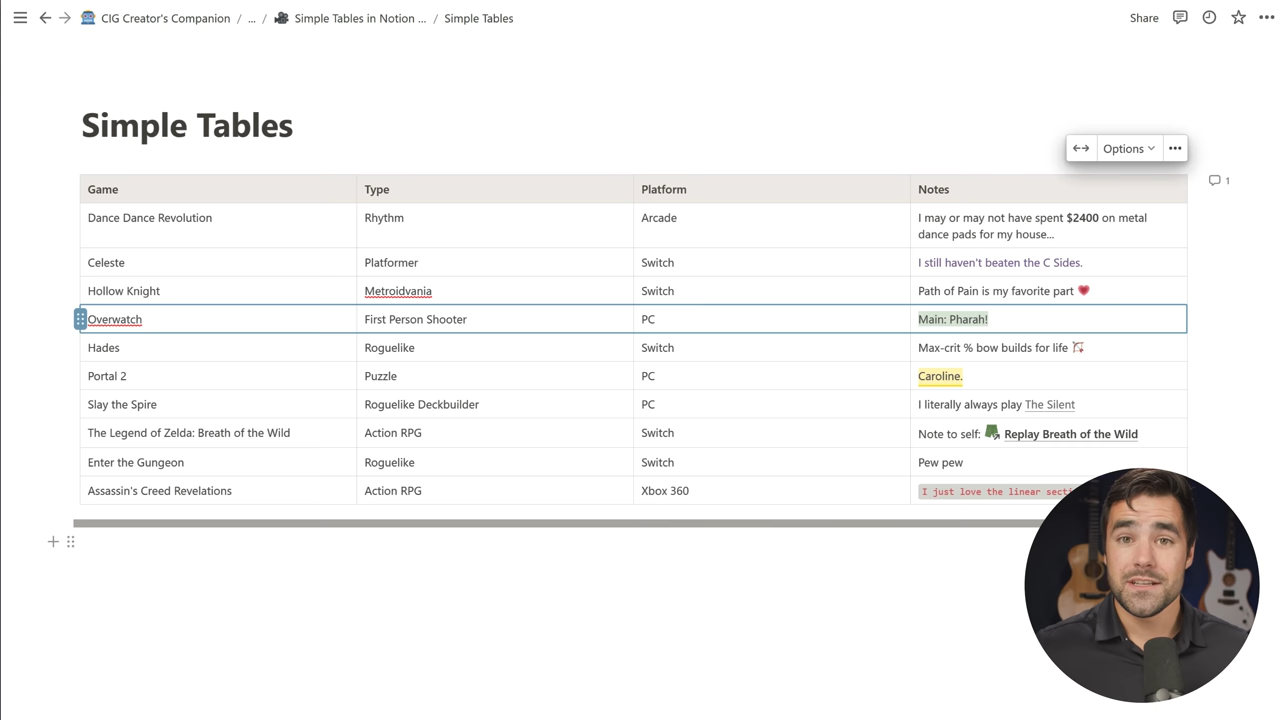 CIG Creator's Companion / ... / Simple Tables in Notion ... / Simple Tables
Share
Simple Tables
Options
Game Type Platform Notes
1
Dance Dance Revolution Rhythm Arcade I may or may not have spent $2400 on metal
dance pads for my house...
Celeste Platformer Switch I still haven't beaten the C Sides.
Hollow Knight Metroidvania Switch Path of Pain is my favorite part
Overwatch First Person Shooter PC Main: Pharah!
Hades Roguelike Switch Max-crit % bow builds for life
Portal 2 Puzzle PC Caroline.
Slay the Spire Roguelike Deckbuilder PC I literally always play The Silent
The Legend of Zelda: Breath of the Wild Action RPG Switch Note to self: Replay Breath of the Wild
Enter the Gungeon Roguelike Switch Pew pew
Assassin's Creed Revelations Action RPG Xbox 360 I just love the linear